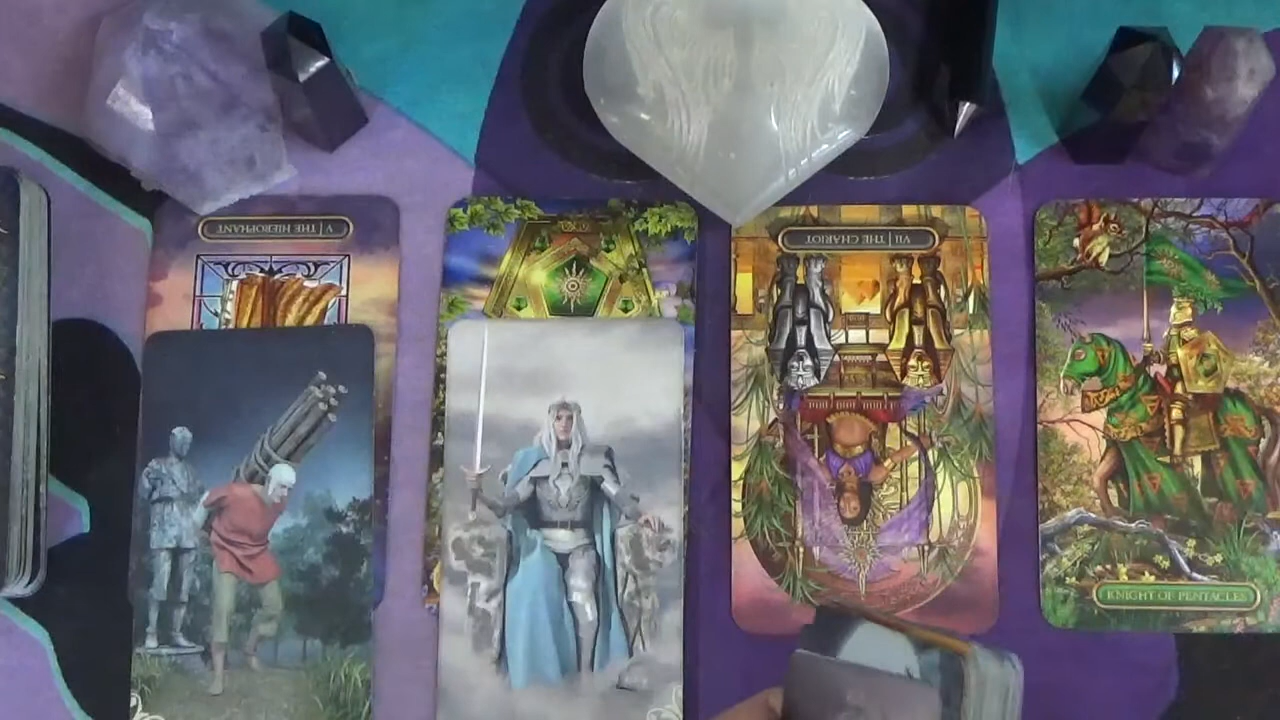 V | THE HIEROPHANT
VII | THE CHARIOT
KNIGHT OF PENTACLES